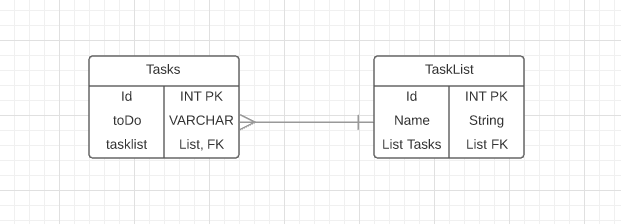 Tasks
Id INT PK
toDo VARCHAR
tasklist List, FK
TaskList
Id INT PK
Name String
List Tasks List FK